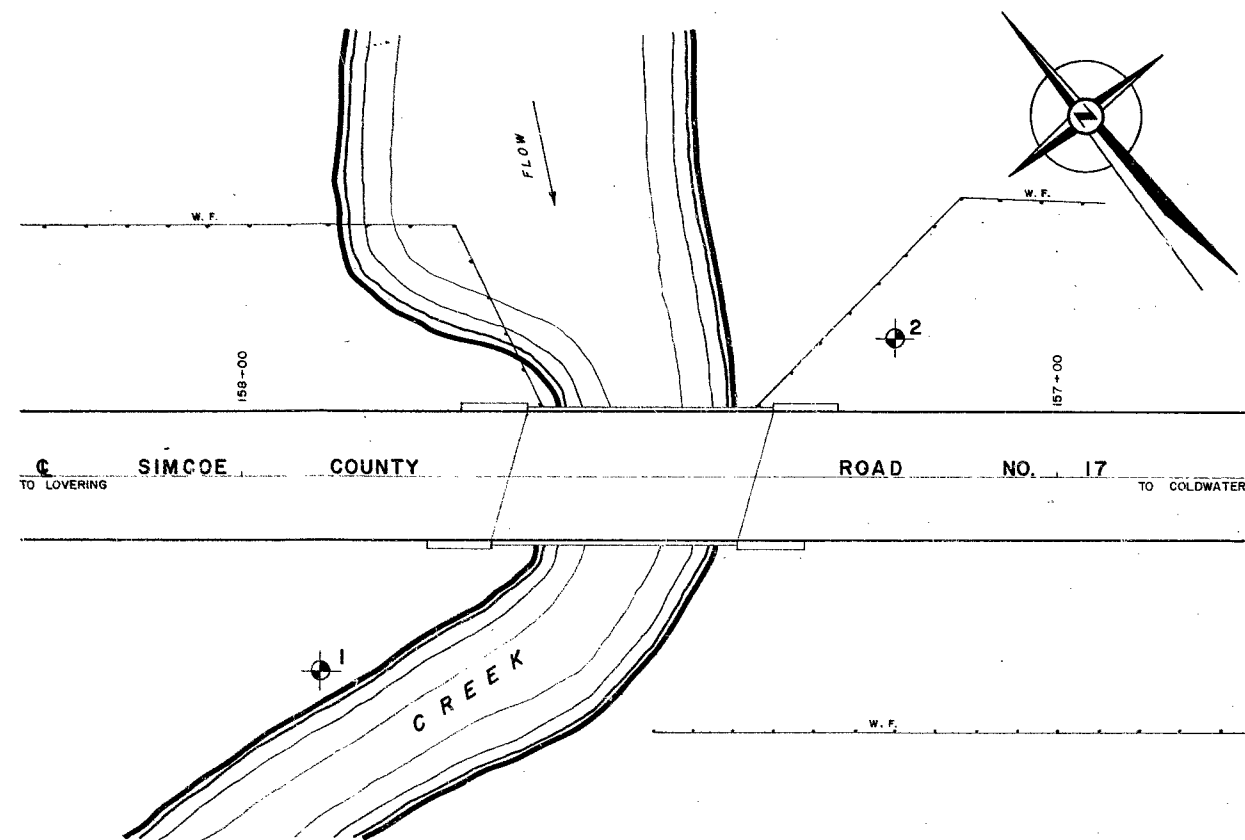 FLOW
N
W. F.
W. F.
2
158+00
157+00
℄ SIMCOE COUNTY ROAD NO. 17
TO LOVERING
TO COLDWATER
1
CREEK
W. F.